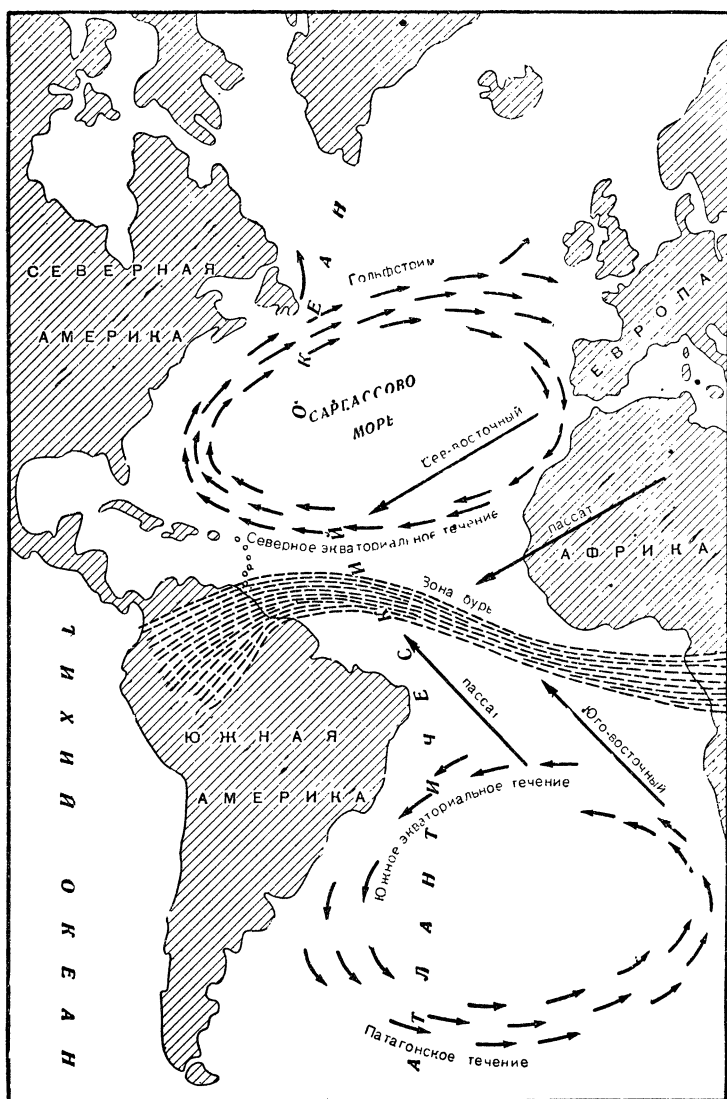 СЕВЕРНАЯ
АМЕРИКА
Гольфстрим
ЕВРОПА
САРГАССОВО
МОРЕ
Сев-восточный
пассат
Северное экваториальное течение
АФРИКА
Зона бурь
ЮЖНАЯ
АМЕРИКА
пассат
Юго-восточный
Южное экваториальное течение
Патагонское течение
ТИХИЙ ОКЕАН
АТЛАНТИЧЕСКИЙ ОКЕАН